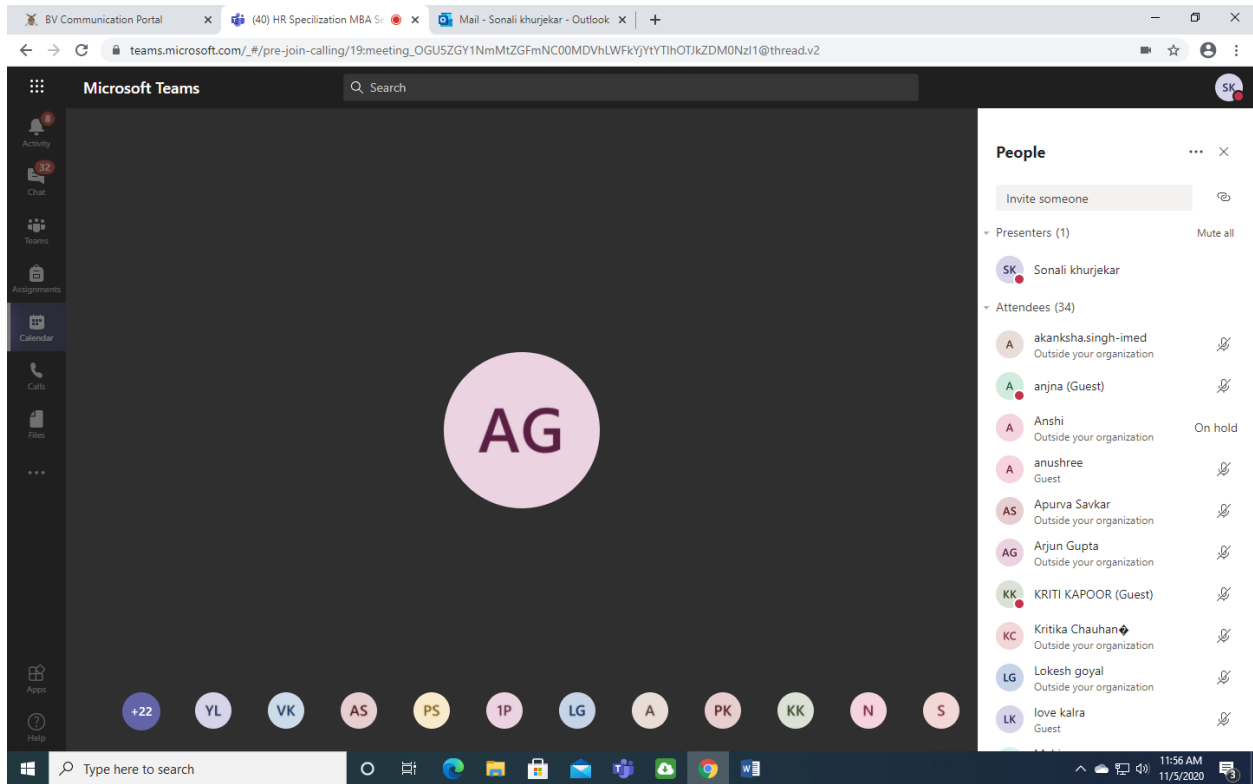 BV Communication Portal
(40) HR Specilization MBA Se
Mail - Sonali khurjekar - Outlook
teams.microsoft.com/_#/pre-join-calling/19:meeting_OGU5ZGY1NmMtZGFmNC00MDVhLWFkYjYtYTlhOTJkZDM0NzI1@thread.v2
Microsoft Teams
Search
SK
8
Activity
32
Chat
Teams
Assignments
Calendar
Calls
Files
Apps
Help
AG
+22
YL
VK
AS
PS
1P
LG
A
PK
KK
N
S
People
Invite someone
Presenters (1)
Mute all
SK
Sonali khurjekar
Attendees (34)
A
akanksha.singh-imed
Outside your organization
A
anjna (Guest)
A
Anshi
Outside your organization
On hold
A
anushree
Guest
AS
Apurva Savkar
Outside your organization
AG
Arjun Gupta
Outside your organization
KK
KRITI KAPOOR (Guest)
KC
Kritika Chauhan�
Outside your organization
LG
Lokesh goyal
Outside your organization
LK
love kalra
Guest
Type here to search
11:56 AM
11/5/2020
3